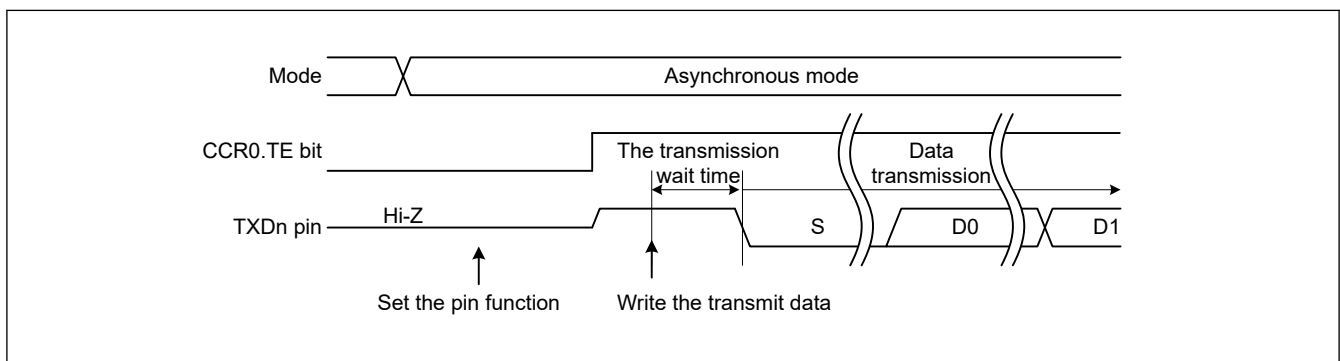 Mode
Asynchronous mode
CCR0.TE bit
The transmission
wait time
Data
transmission
TXDn pin
Hi-Z
S
D0
D1
Set the pin function
Write the transmit data